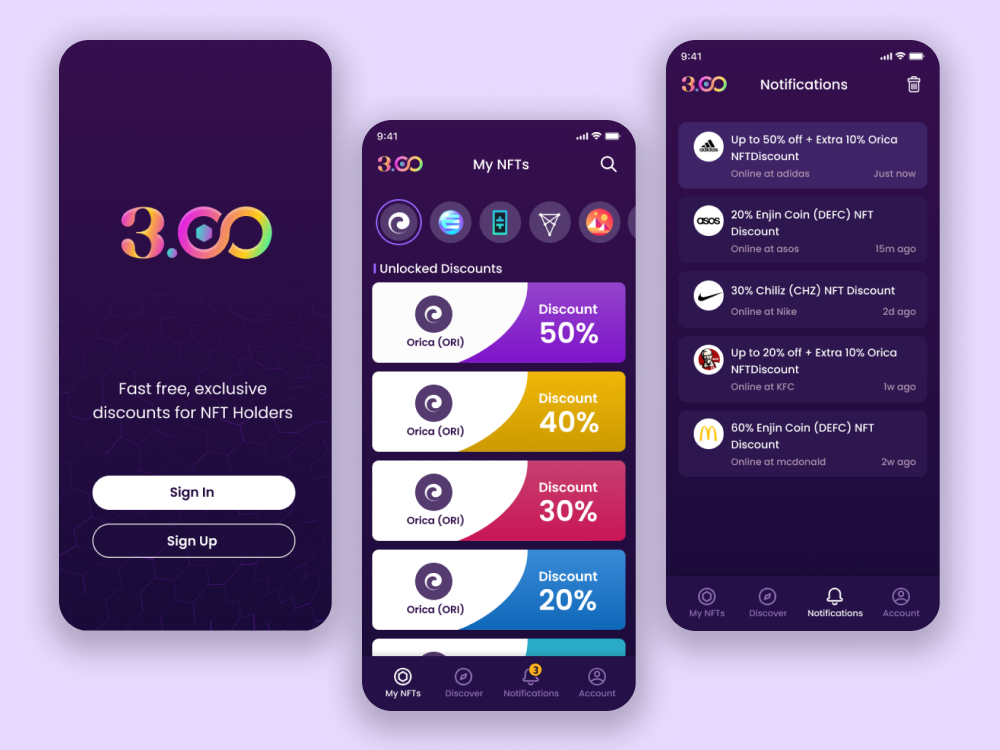 3.
Fast free, exclusive
discounts for NFT Holders
Sign In
Sign Up
9:41
3.
My NFTs
Unlocked Discounts
Orica (ORI)
Discount
50%
Orica (ORI)
Discount
40%
Orica (ORI)
Discount
30%
Orica (ORI)
Discount
20%
My NFTs
Discover
3
Notifications
Account
9:41
3.
Notifications
adidas
Up to 50% off + Extra 10% Orica
NFTDiscount
Online at adidas
Just now
asos
20% Enjin Coin (DEFC) NFT
Discount
Online at asos
15m ago
30% Chiliz (CHZ) NFT Discount
Online at Nike
2d ago
Up to 20% off + Extra 10% Orica
NFTDiscount
Online at KFC
1w ago
60% Enjin Coin (DEFC) NFT
Discount
Online at mcdonald
2w ago
My NFTs
Discover
Notifications
Account